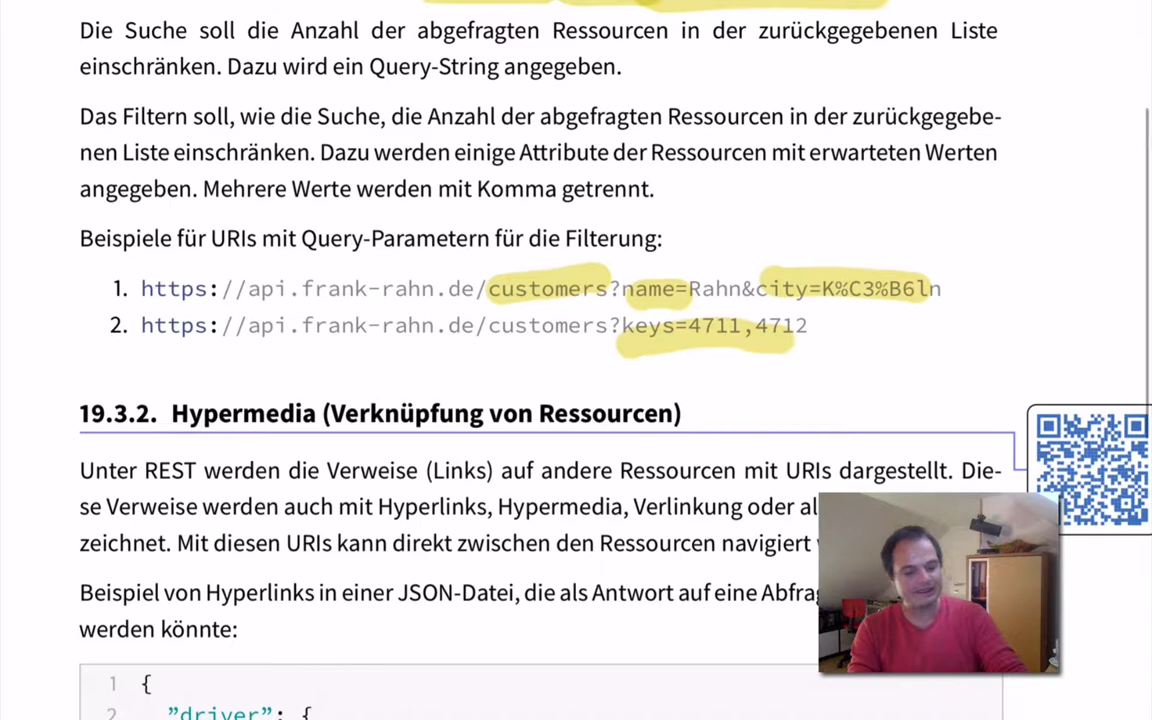 Die Suche soll die Anzahl der abgefragten Ressourcen in der zurückgegebenen Liste
einschränken. Dazu wird ein Query-String angegeben.
Das Filtern soll, wie die Suche, die Anzahl der abgefragten Ressourcen in der zurückgegebe-
nen Liste einschränken. Dazu werden einige Attribute der Ressourcen mit erwarteten Werten
angegeben. Mehrere Werte werden mit Komma getrennt.
Beispiele für URIs mit Query-Parametern für die Filterung:
1. https://api.frank-rahn.de/customers?name=Rahn&city=K%C3%B6ln
2. https://api.frank-rahn.de/customers?keys=4711,4712
19.3.2. Hypermedia (Verknüpfung von Ressourcen)
Unter REST werden die Verweise (Links) auf andere Ressourcen mit URIs dargestellt. Die-
se Verweise werden auch mit Hyperlinks, Hypermedia, Verlinkung oder al
zeichnet. Mit diesen URIs kann direkt zwischen den Ressourcen navigiert
Beispiel von Hyperlinks in einer JSON-Datei, die als Antwort auf eine Abfrag
werden könnte:
1 {
2 ”driver”: {